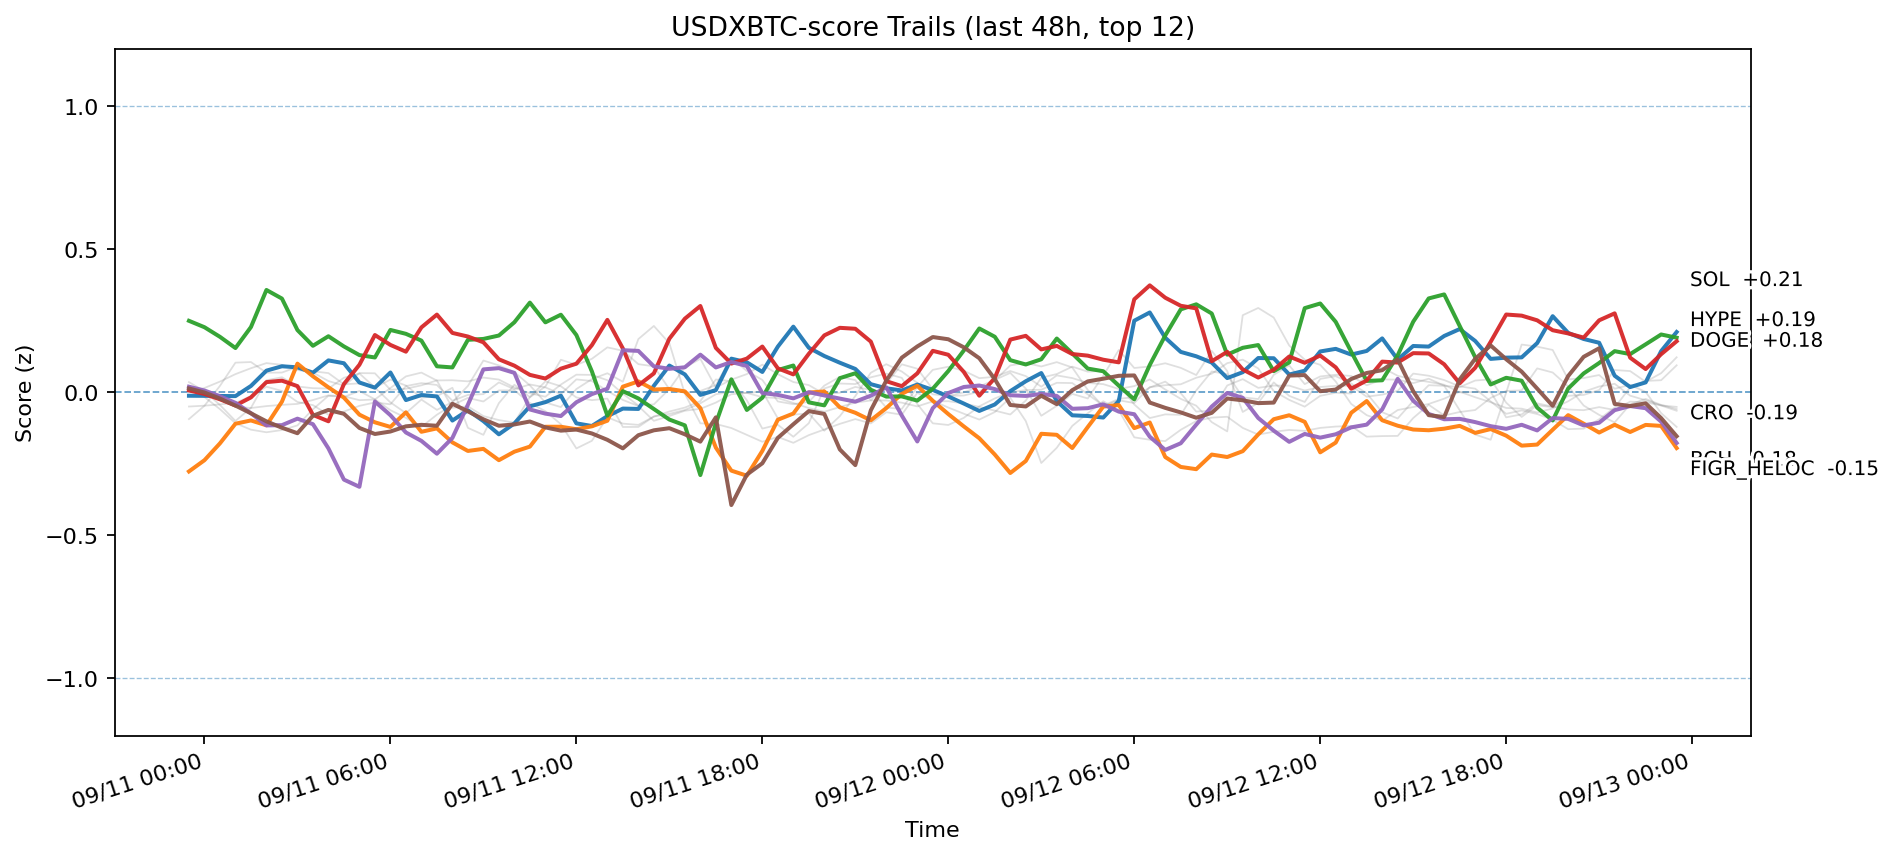 USDXBTC-score Trails (last 48h, top 12)
Score (z)
1.0
0.5
0.0
−0.5
−1.0
SOL +0.21
HYPE +0.19
DOGE +0.18
CRO -0.19
FIGR_HELOC -0.15
09/11 00:00
09/11 06:00
09/11 12:00
09/11 18:00
09/12 00:00
09/12 06:00
09/12 12:00
09/12 18:00
09/13 00:00
Time